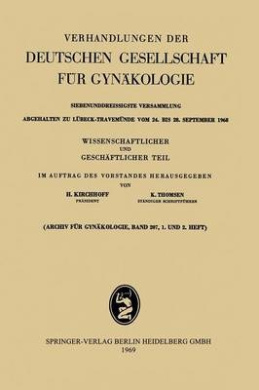 VERHANDLUNGEN DER
DEUTSCHEN GESELLSCHAFT
FÜR GYNÄKOLOGIE
SIEBENUNDDREISSIGSTE VERSAMMLUNG
ABGEHALTEN ZU LÜBECK-TRAVEMÜNDE VOM 24. BIS 28. SEPTEMBER 1968
WISSENSCHAFTLICHER
UND
GESCHÄFTLICHER TEIL
IM AUFTRAG DES VORSTANDES HERAUSGEGEBEN
VON
H. KIRCHHOFF K. THOMSEN
PRÄSIDENT STÄNDIGER SCHRIFTFÜHRER
(ARCHIV FÜR GYNÄKOLOGIE, BAND 207, 1. UND 2. HEFT)
SPRINGER-VERLAG BERLIN HEIDELBERG GMBH
1969